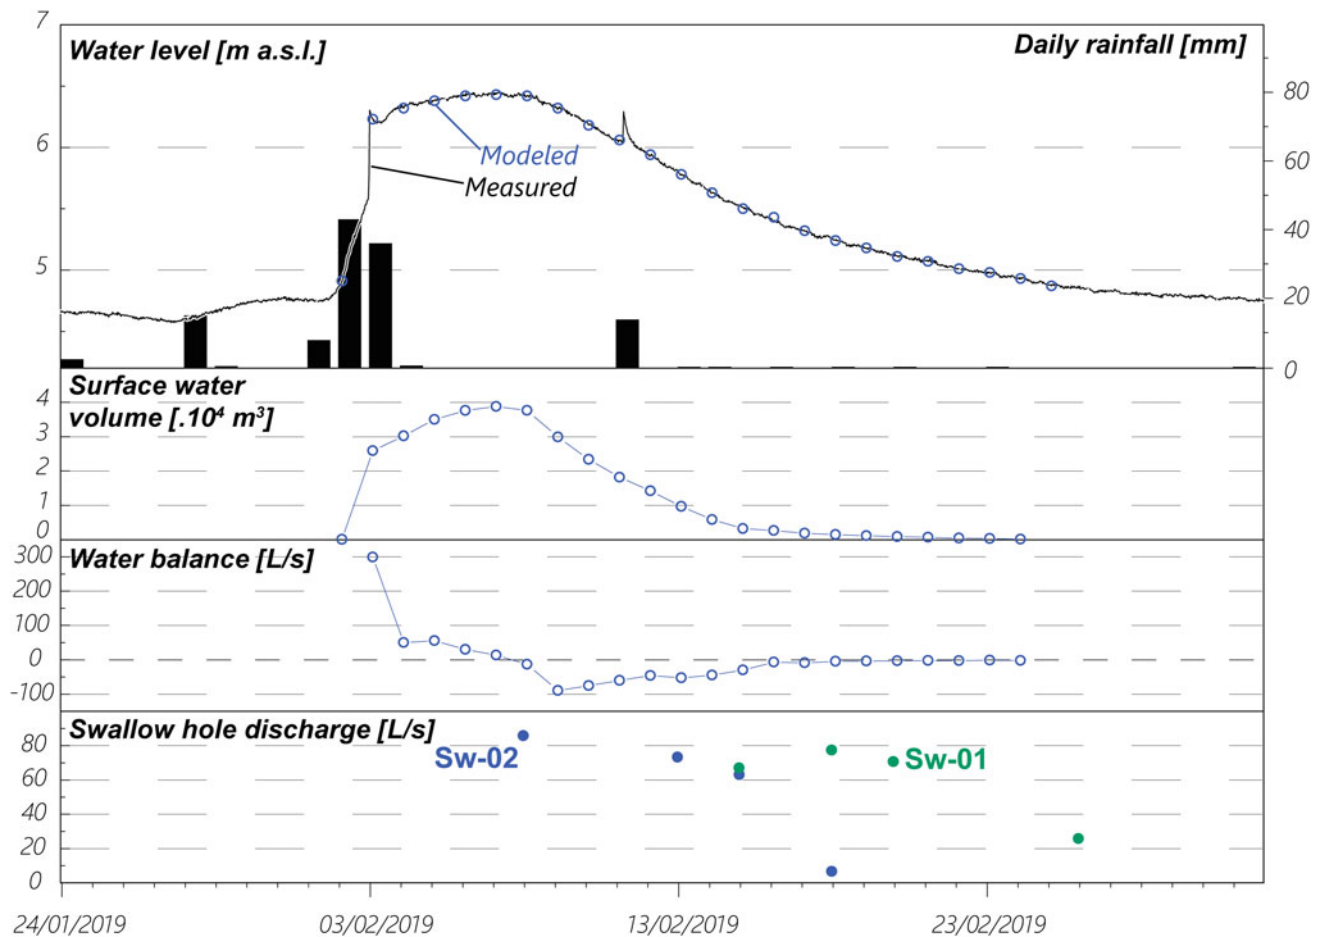 7
Water level [m a.s.l.]
Daily rainfall [mm]
80
6
Modeled
60
Measured
40
5
20
0
Surface water
volume [.10⁴ m³]
4
3
2
1
0
300
Water balance [L/s]
200
100
0
-100
Swallow hole discharge [L/s]
80
Sw-02
Sw-01
60
40
20
0
24/01/2019
03/02/2019
13/02/2019
23/02/2019